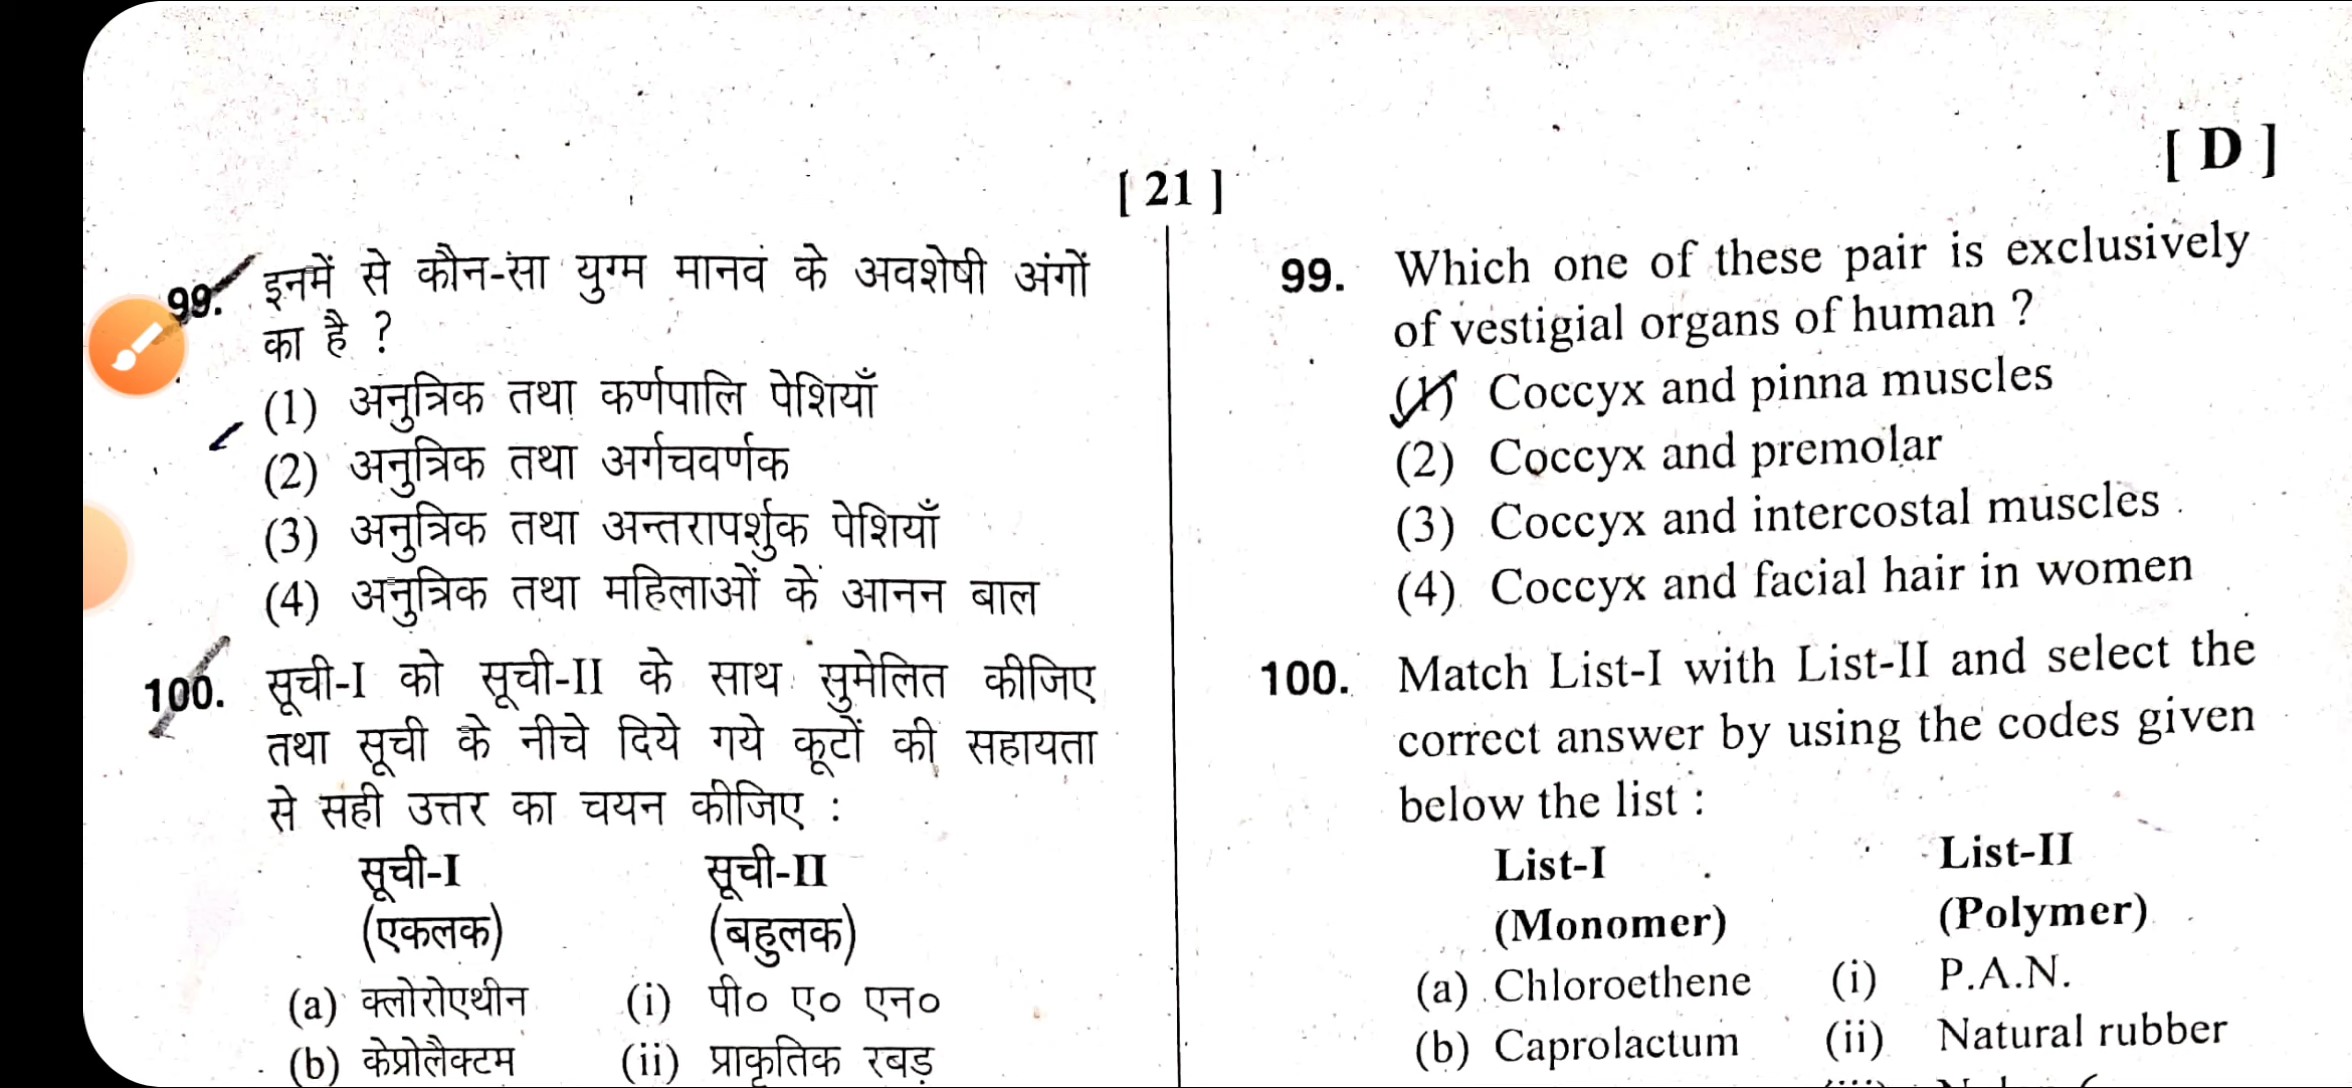 [ D ]
[ 21 ]
99. इनमें से कौन-सा युग्म मानव के अवशेषी अंगों
का है ?
(1) अनुत्रिक तथा कर्णपालि पेशियाँ
(2) अनुत्रिक तथा अर्गचवर्णक
(3) अनुत्रिक तथा अन्तरापर्शुक पेशियाँ
(4) अनुत्रिक तथा महिलाओं के आनन बाल
100. सूची-I को सूची-II के साथ सुमेलित कीजिए
तथा सूची के नीचे दिये गये कूटों की सहायता
से सही उत्तर का चयन कीजिए :
सूची-I सूची-II
(एकलक) (बहुलक)
(a) क्लोरोएथीन (i) पी० ए० एन०
(b) केप्रोलैक्टम (ii) प्राकृतिक रबड़
99. Which one of these pair is exclusively
of vestigial organs of human ?
(1) Coccyx and pinna muscles
(2) Coccyx and premolar
(3) Coccyx and intercostal muscles
(4) Coccyx and facial hair in women
100. Match List-I with List-II and select the
correct answer by using the codes given
below the list :
List-I List-II
(Monomer) (Polymer)
(a) Chloroethene (i) P.A.N.
(b) Caprolactum (ii) Natural rubber